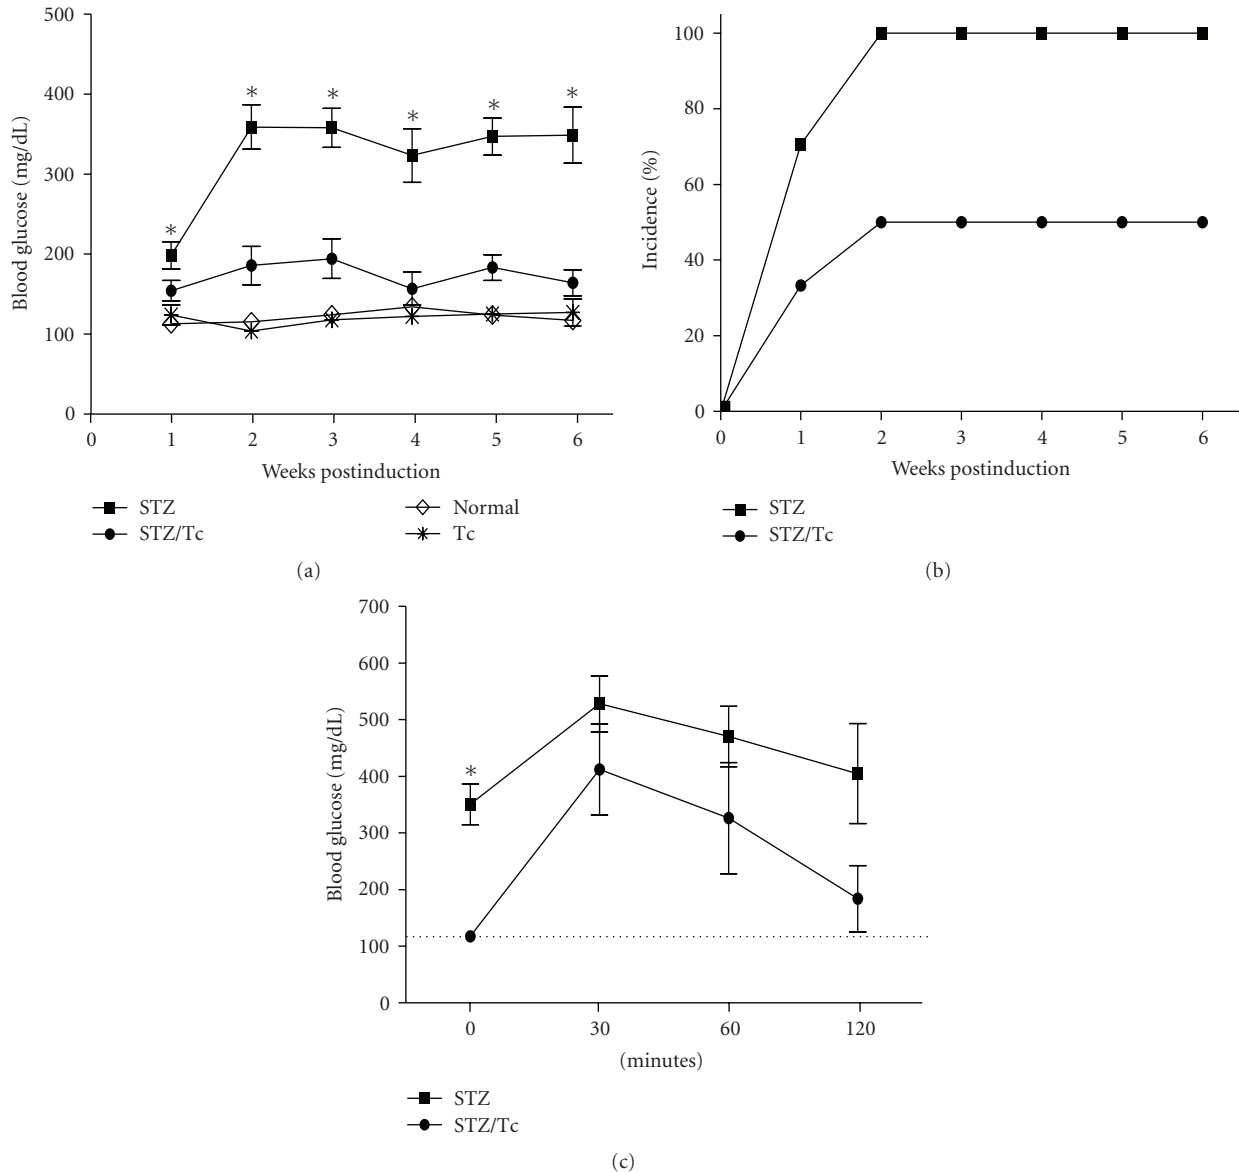 500
400
300
200
100
0
Blood glucose (mg/dL)
* * * * * *
0 1 2 3 4 5 6
Weeks postinduction
STZ
STZ/Tc
Normal
Tc
(a)
100
80
60
40
20
0
Incidence (%)
0 1 2 3 4 5 6
Weeks postinduction
STZ
STZ/Tc
(b)
700
600
500
400
300
200
100
0
Blood glucose (mg/dL)
*
0 30 60 120
(minutes)
STZ
STZ/Tc
(c)